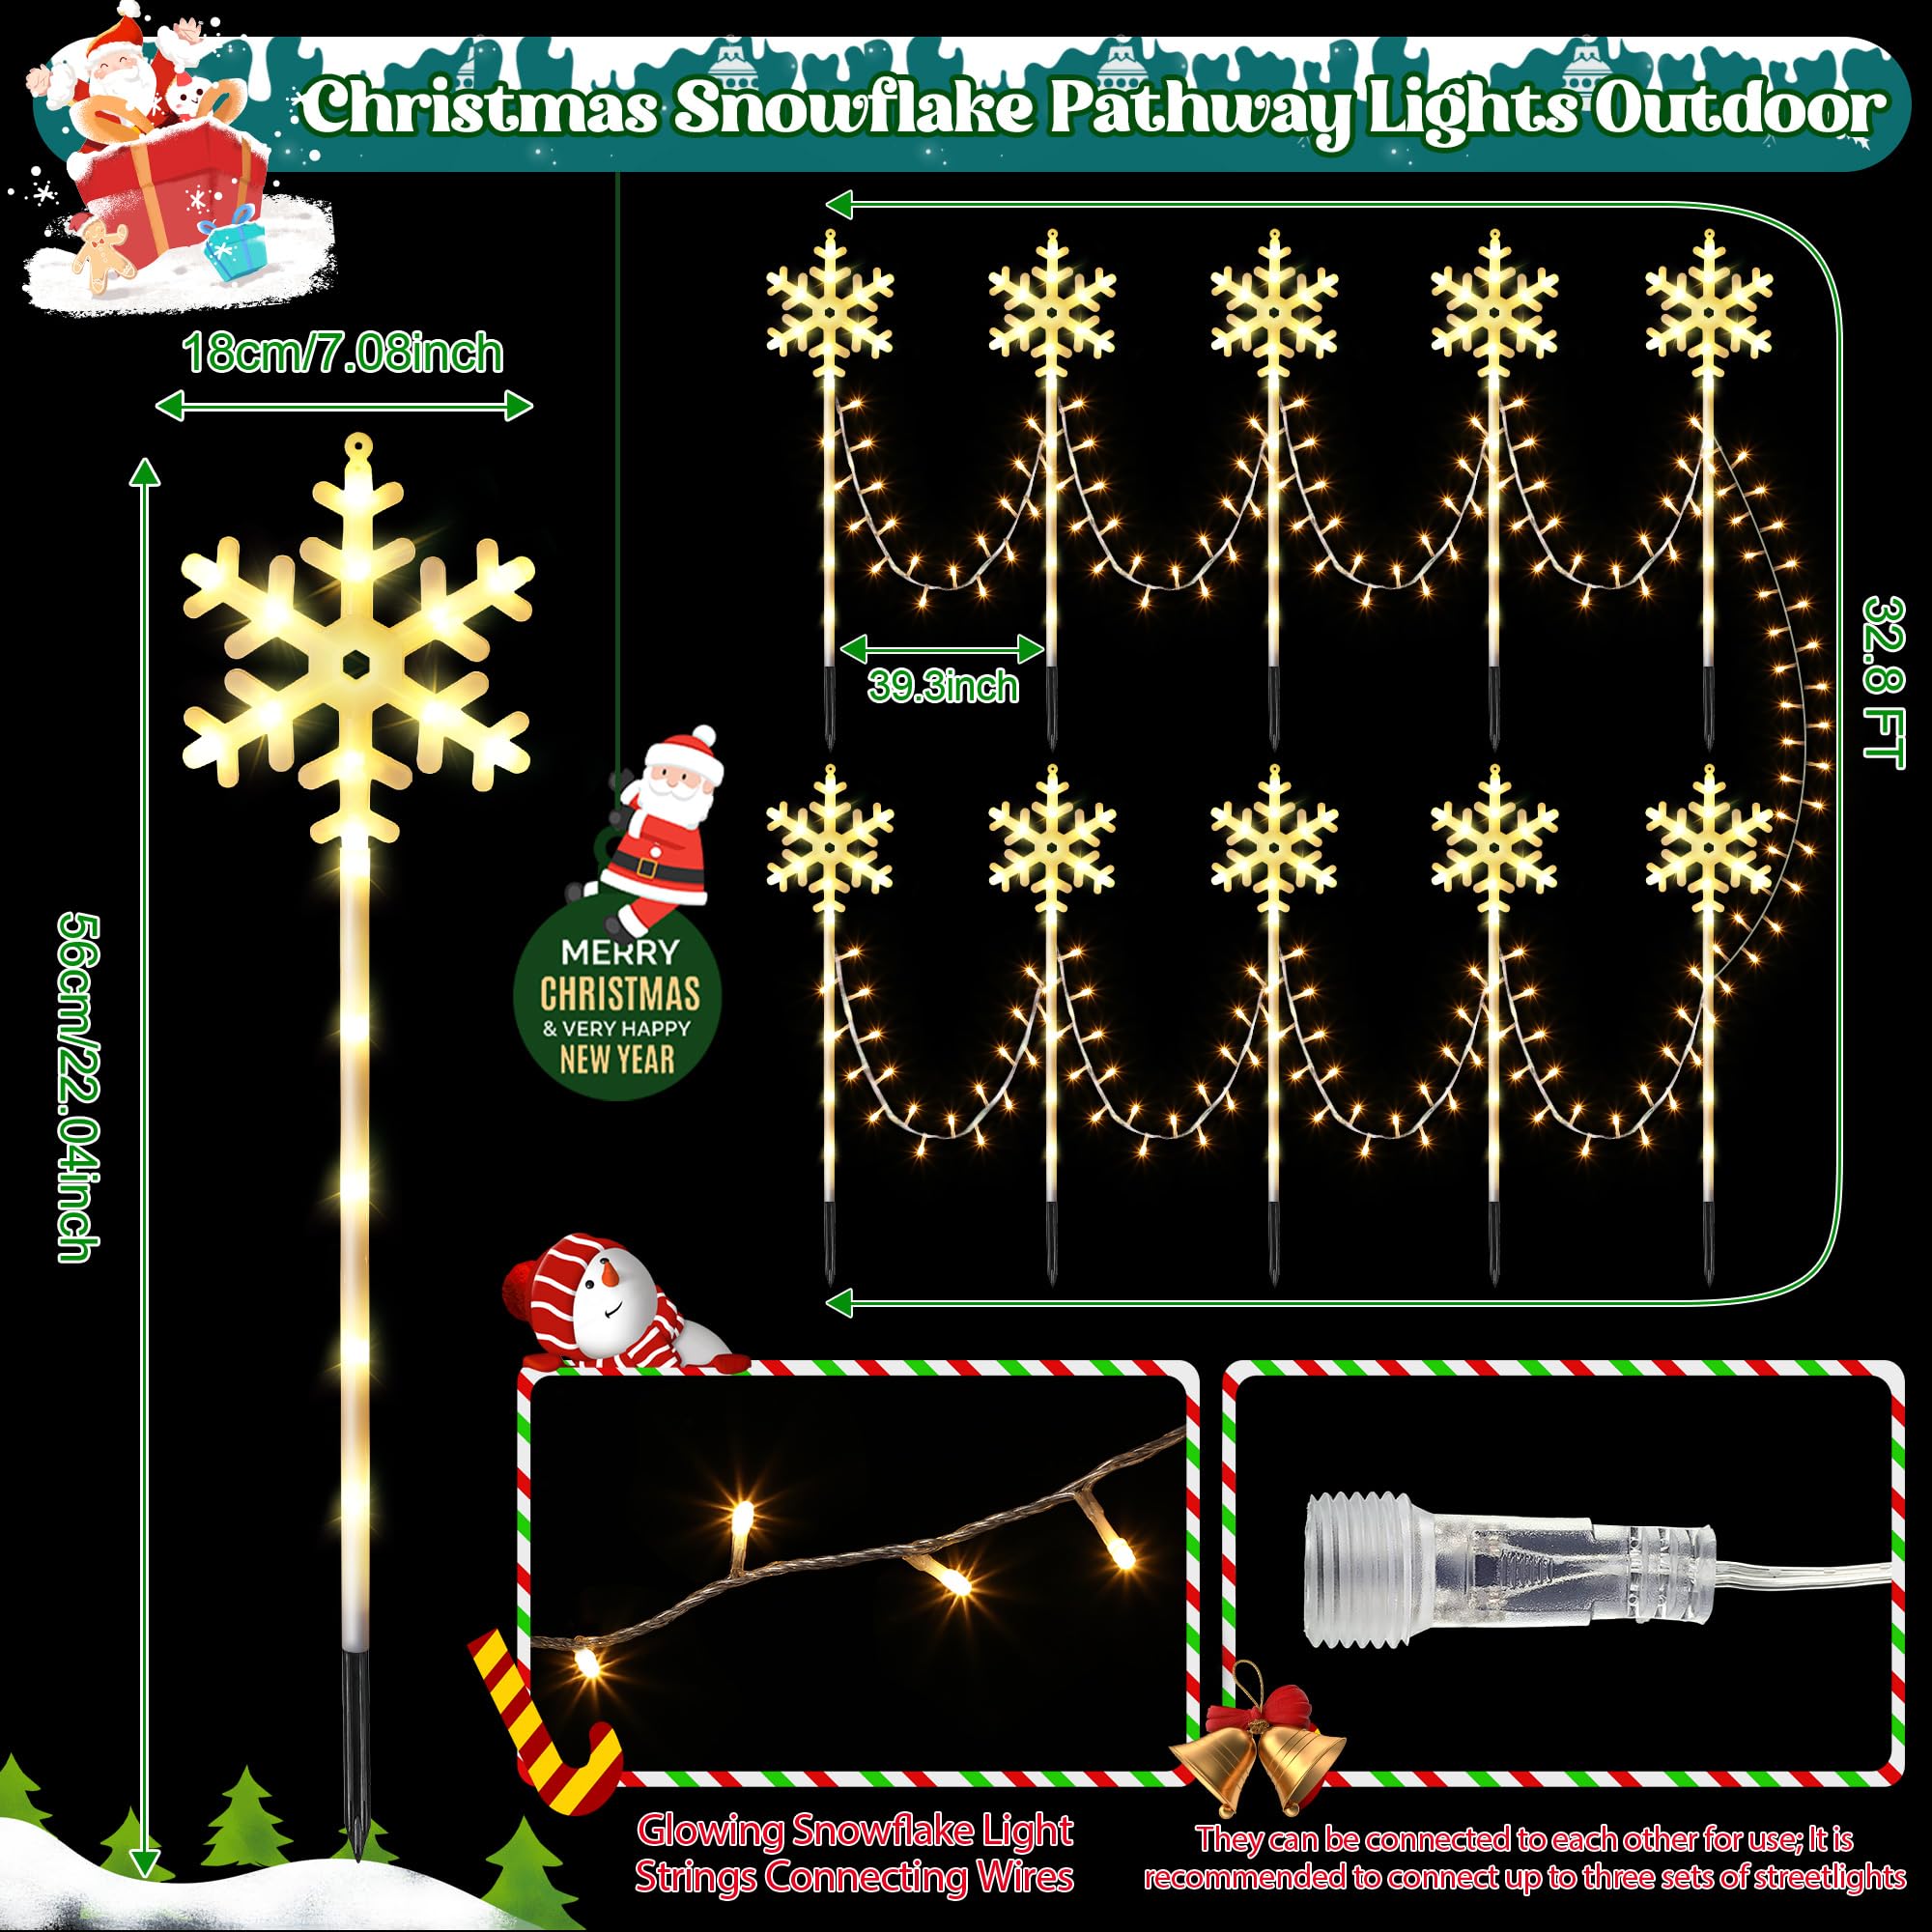 Christmas Snowflake Pathway Lights Outdoor
18cm/7.08inch
56cm/22.04inch
39.3inch
32.8 FT
MERRY
CHRISTMAS
& VERY HAPPY
NEW YEAR
Glowing Snowflake Light
Strings Connecting Wires
They can be connected to each other for use; It is
recommended to connect up to three sets of streetlights